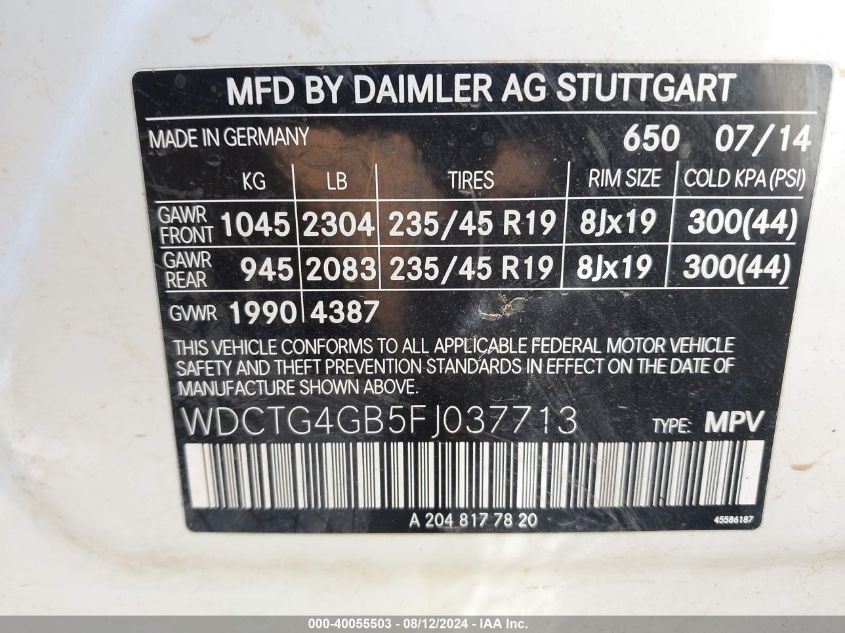 MFD BY DAIMLER AG STUTTGART
MADE IN GERMANY 650 07/14
KG LB TIRES RIM SIZE COLD KPA (PSI)
GAWR FRONT 1045 2304 235/45 R19 8Jx19 300(44)
GAWR REAR 945 2083 235/45 R19 8Jx19 300(44)
GVWR 1990 4387
THIS VEHICLE CONFORMS TO ALL APPLICABLE FEDERAL MOTOR VEHICLE
SAFETY AND THEFT PREVENTION STANDARDS IN EFFECT ON THE DATE OF
MANUFACTURE SHOWN ABOVE.
WDCTG4GB5FJ037713 TYPE: MPV
A 204 817 78 20 45586187
000-40055503 - 08/12/2024 - IAA Inc.